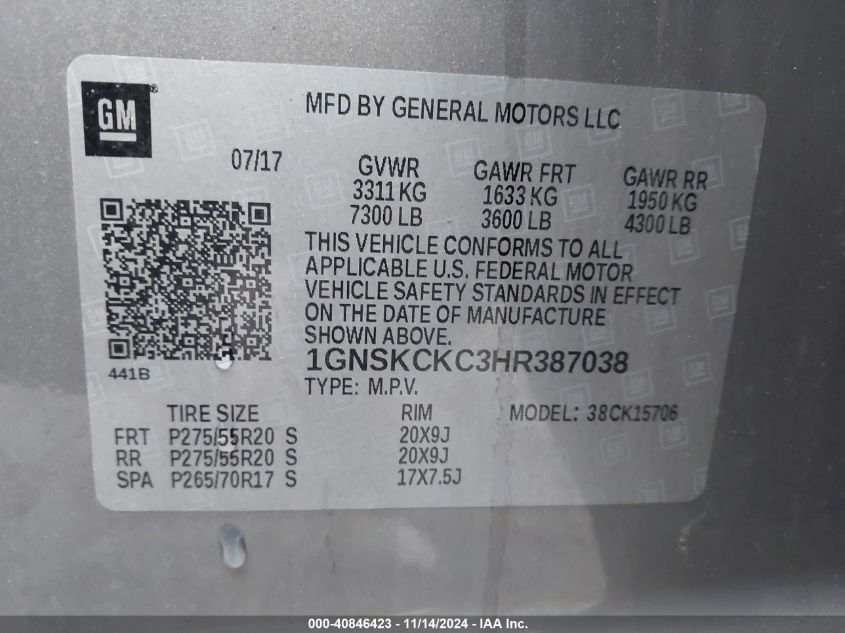 GM®
MFD BY GENERAL MOTORS LLC
07/17
GVWR GAWR FRT GAWR RR
3311 KG 1633 KG 1950 KG
7300 LB 3600 LB 4300 LB
THIS VEHICLE CONFORMS TO ALL
APPLICABLE U.S. FEDERAL MOTOR
VEHICLE SAFETY STANDARDS IN EFFECT
ON THE DATE OF MANUFACTURE
SHOWN ABOVE.
1GNSKCKC3HR387038
441B
TYPE: M.P.V.
TIRE SIZE RIM MODEL: 38CK15706
FRT P275/55R20 S 20X9J
RR P275/55R20 S 20X9J
SPA P265/70R17 S 17X7.5J
000-40846423 - 11/14/2024 - IAA Inc.